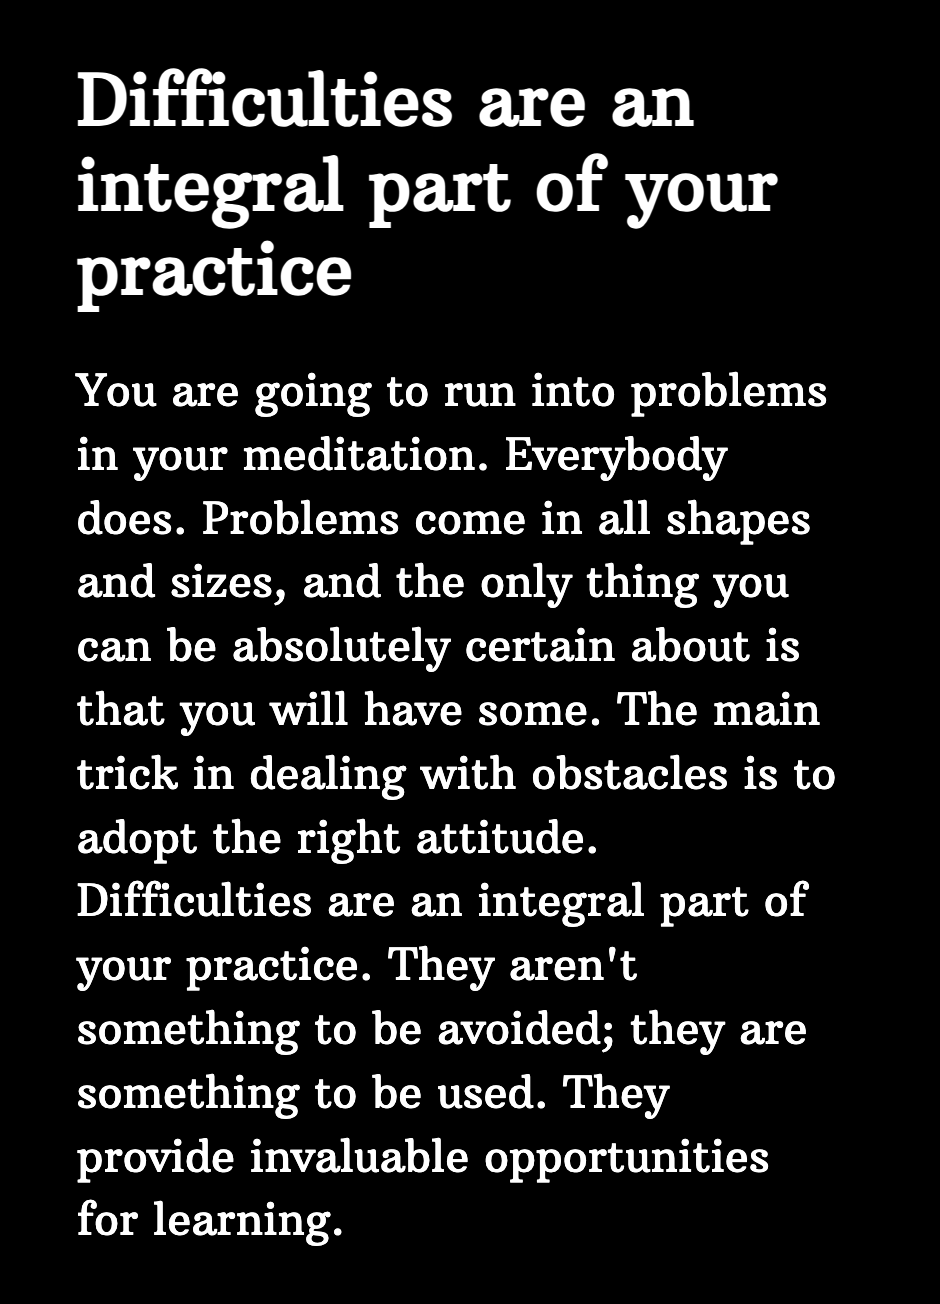 Difficulties are an
integral part of your
practice
You are going to run into problems
in your meditation. Everybody
does. Problems come in all shapes
and sizes, and the only thing you
can be absolutely certain about is
that you will have some. The main
trick in dealing with obstacles is to
adopt the right attitude.
Difficulties are an integral part of
your practice. They aren't
something to be avoided; they are
something to be used. They
provide invaluable opportunities
for learning.